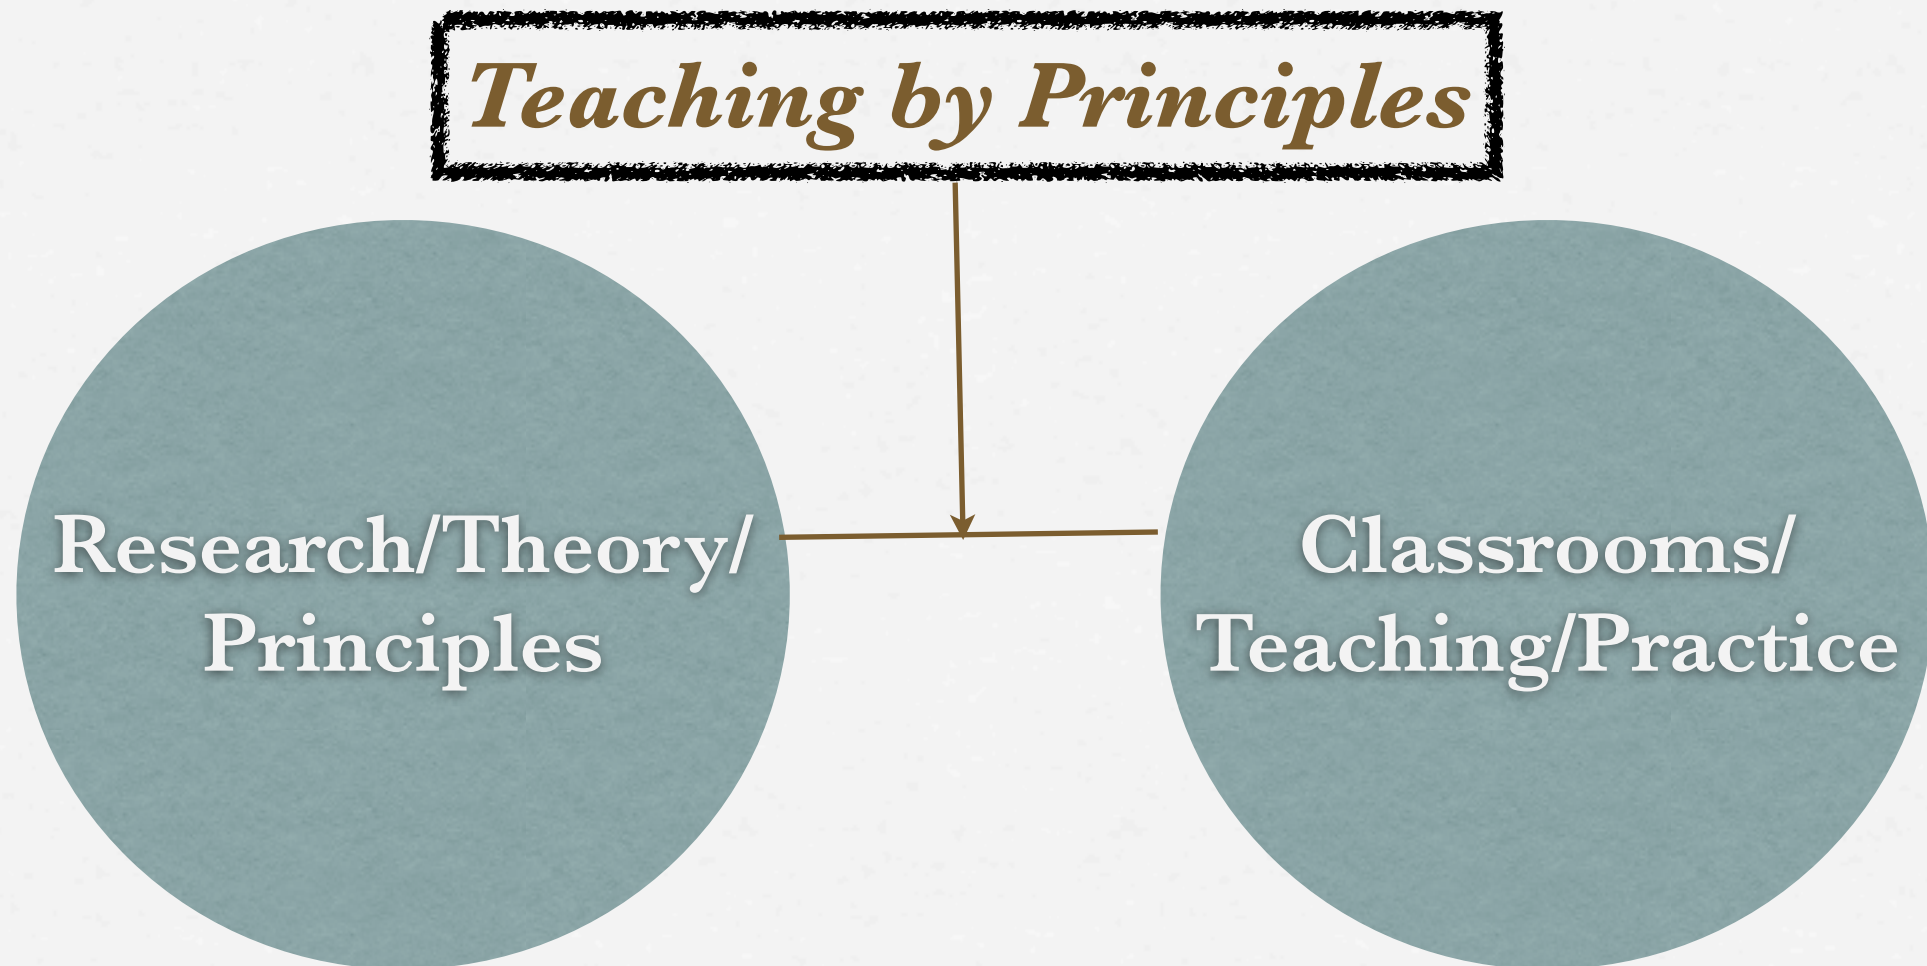 Teaching by Principles
Research/Theory/
Principles
Classrooms/
Teaching/Practice